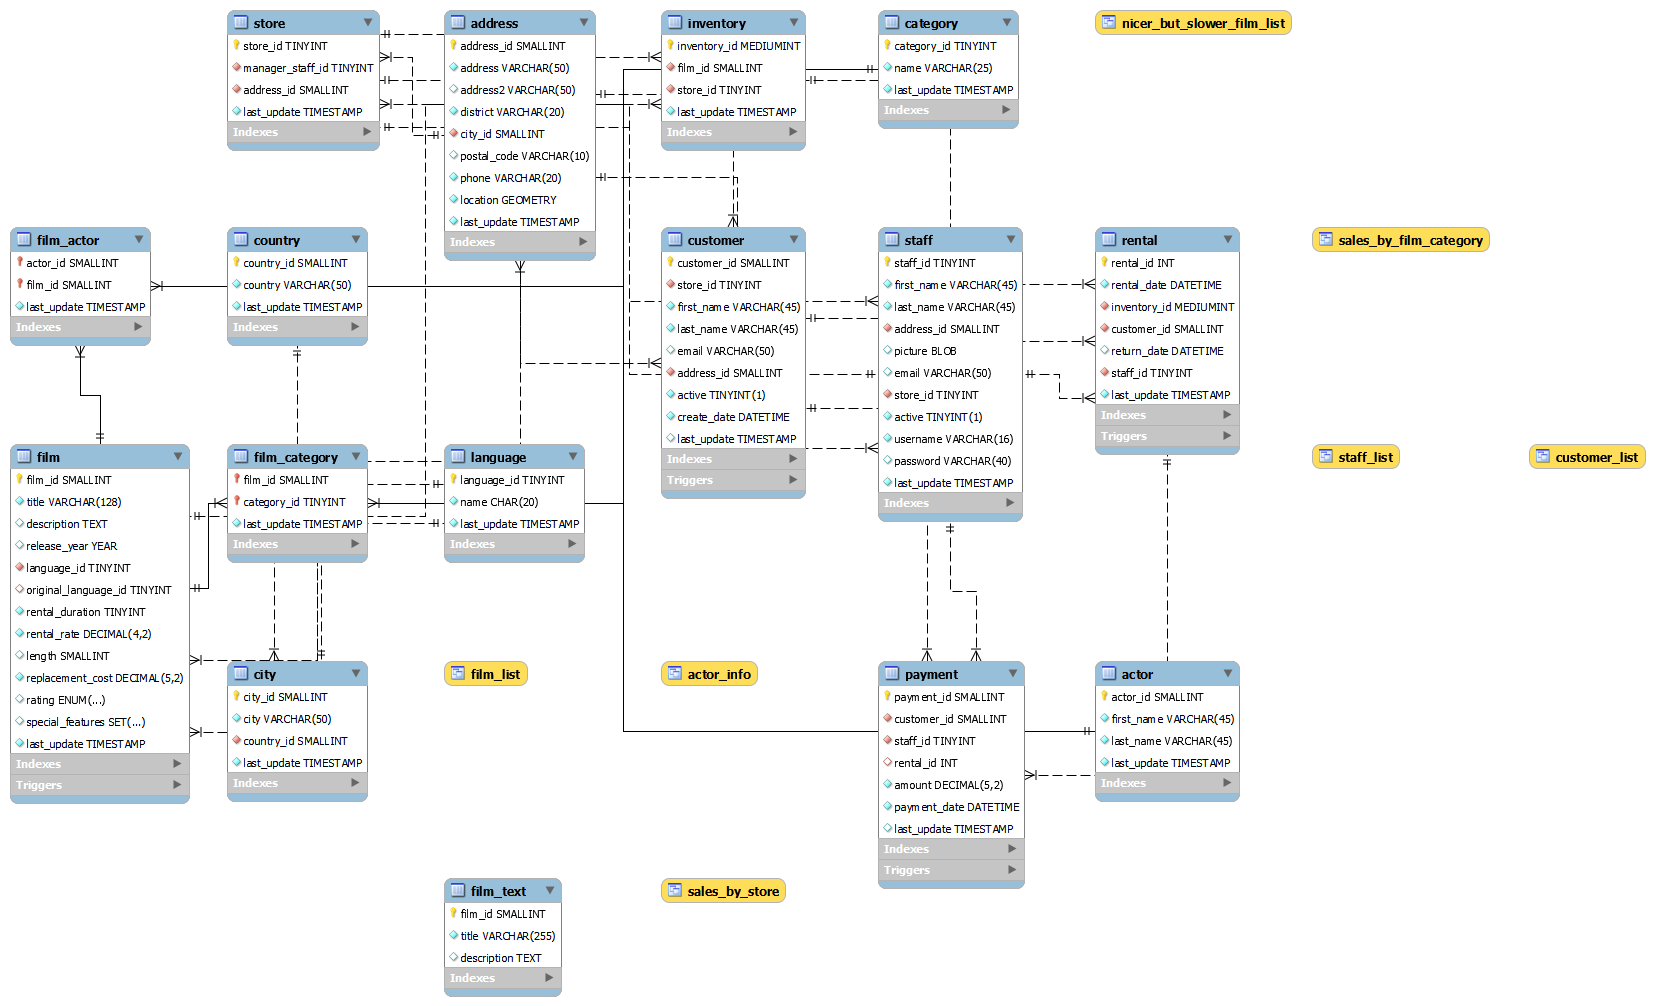 store
store_id TINYINT
manager_staff_id TINYINT
address_id SMALLINT
last_update TIMESTAMP
Indexes
address
address_id SMALLINT
address VARCHAR(50)
address2 VARCHAR(50)
district VARCHAR(20)
city_id SMALLINT
postal_code VARCHAR(10)
phone VARCHAR(20)
location GEOMETRY
last_update TIMESTAMP
Indexes
inventory
inventory_id MEDIUMINT
film_id SMALLINT
store_id TINYINT
last_update TIMESTAMP
Indexes
category
category_id TINYINT
name VARCHAR(25)
last_update TIMESTAMP
Indexes
nicer_but_slower_film_list
film_actor
actor_id SMALLINT
film_id SMALLINT
last_update TIMESTAMP
Indexes
country
country_id SMALLINT
country VARCHAR(50)
last_update TIMESTAMP
Indexes
customer
customer_id SMALLINT
store_id TINYINT
first_name VARCHAR(45)
last_name VARCHAR(45)
email VARCHAR(50)
address_id SMALLINT
active TINYINT(1)
create_date DATETIME
last_update TIMESTAMP
Indexes
Triggers
staff
staff_id TINYINT
first_name VARCHAR(45)
last_name VARCHAR(45)
address_id SMALLINT
picture BLOB
email VARCHAR(50)
store_id TINYINT
active TINYINT(1)
username VARCHAR(16)
password VARCHAR(40)
last_update TIMESTAMP
Indexes
rental
rental_id INT
rental_date DATETIME
inventory_id MEDIUMINT
customer_id SMALLINT
return_date DATETIME
staff_id TINYINT
last_update TIMESTAMP
Indexes
Triggers
sales_by_film_category
film
film_id SMALLINT
title VARCHAR(128)
description TEXT
release_year YEAR
language_id TINYINT
original_language_id TINYINT
rental_duration TINYINT
rental_rate DECIMAL(4,2)
length SMALLINT
replacement_cost DECIMAL(5,2)
rating ENUM(...)
special_features SET(...)
last_update TIMESTAMP
Indexes
Triggers
film_category
film_id SMALLINT
category_id TINYINT
last_update TIMESTAMP
Indexes
language
language_id TINYINT
name CHAR(20)
last_update TIMESTAMP
Indexes
staff_list
customer_list
city
city_id SMALLINT
city VARCHAR(50)
country_id SMALLINT
last_update TIMESTAMP
Indexes
film_list
actor_info
payment
payment_id SMALLINT
customer_id SMALLINT
staff_id TINYINT
rental_id INT
amount DECIMAL(5,2)
payment_date DATETIME
last_update TIMESTAMP
Indexes
Triggers
actor
actor_id SMALLINT
first_name VARCHAR(45)
last_name VARCHAR(45)
last_update TIMESTAMP
Indexes
film_text
film_id SMALLINT
title VARCHAR(255)
description TEXT
Indexes
sales_by_store